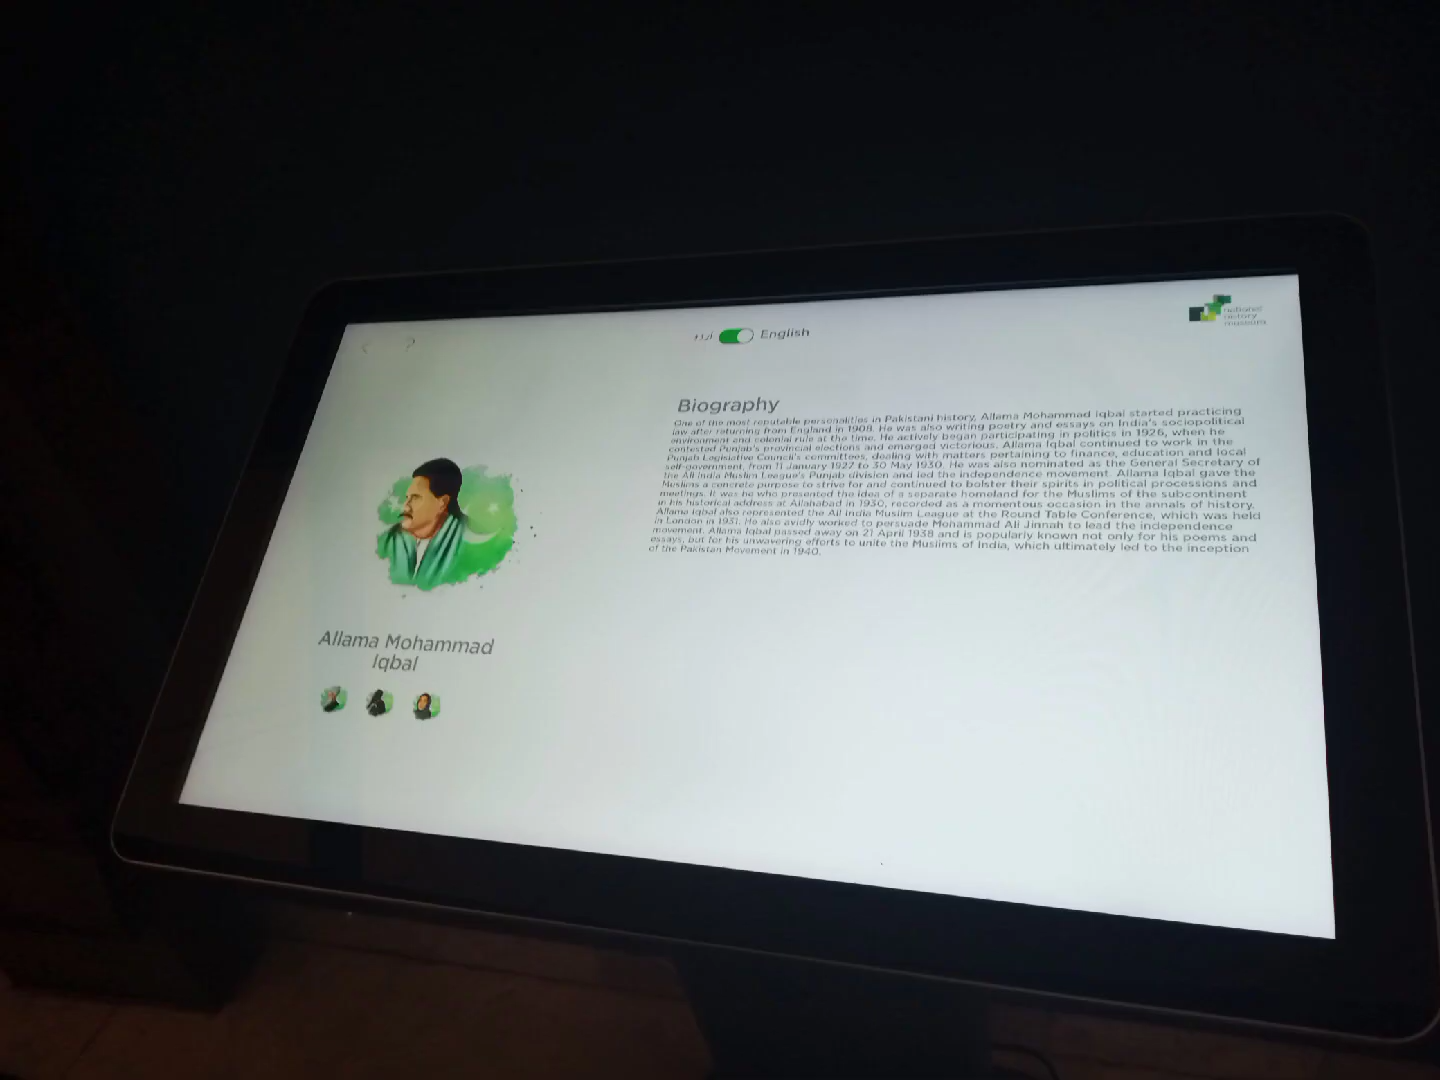 اردو English
national
history
museum
Biography
One of the most reputable personalities in Pakistani history, Allama Mohammad Iqbal started practicing
law after returning from England in 1908. He was also writing poetry and essays on India's sociopolitical
environment and colonial rule at the time. He actively began participating in politics in 1926, when he
contested Punjab's provincial elections and emerged victorious. Allama Iqbal continued to work in the
Punjab Legislative Council's committees, dealing with matters pertaining to finance, education and local
self-government, from 11 January 1927 to 30 May 1930. He was also nominated as the General Secretary of
the All India Muslim League's Punjab division and led the independence movement. Allama Iqbal gave the
Muslims a concrete purpose to strive for and continued to bolster their spirits in political processions and
meetings. It was he who presented the idea of a separate homeland for the Muslims of the subcontinent
in his historical address at Allahabad in 1930, recorded as a momentous occasion in the annals of history.
Allama Iqbal also represented the All India Muslim League at the Round Table Conference, which was held
in London in 1931. He also avidly worked to persuade Mohammad Ali Jinnah to lead the independence
movement. Allama Iqbal passed away on 21 April 1938 and is popularly known not only for his poems and
essays, but for his unwavering efforts to unite the Muslims of India, which ultimately led to the inception
of the Pakistan Movement in 1940.
Allama Mohammad
Iqbal